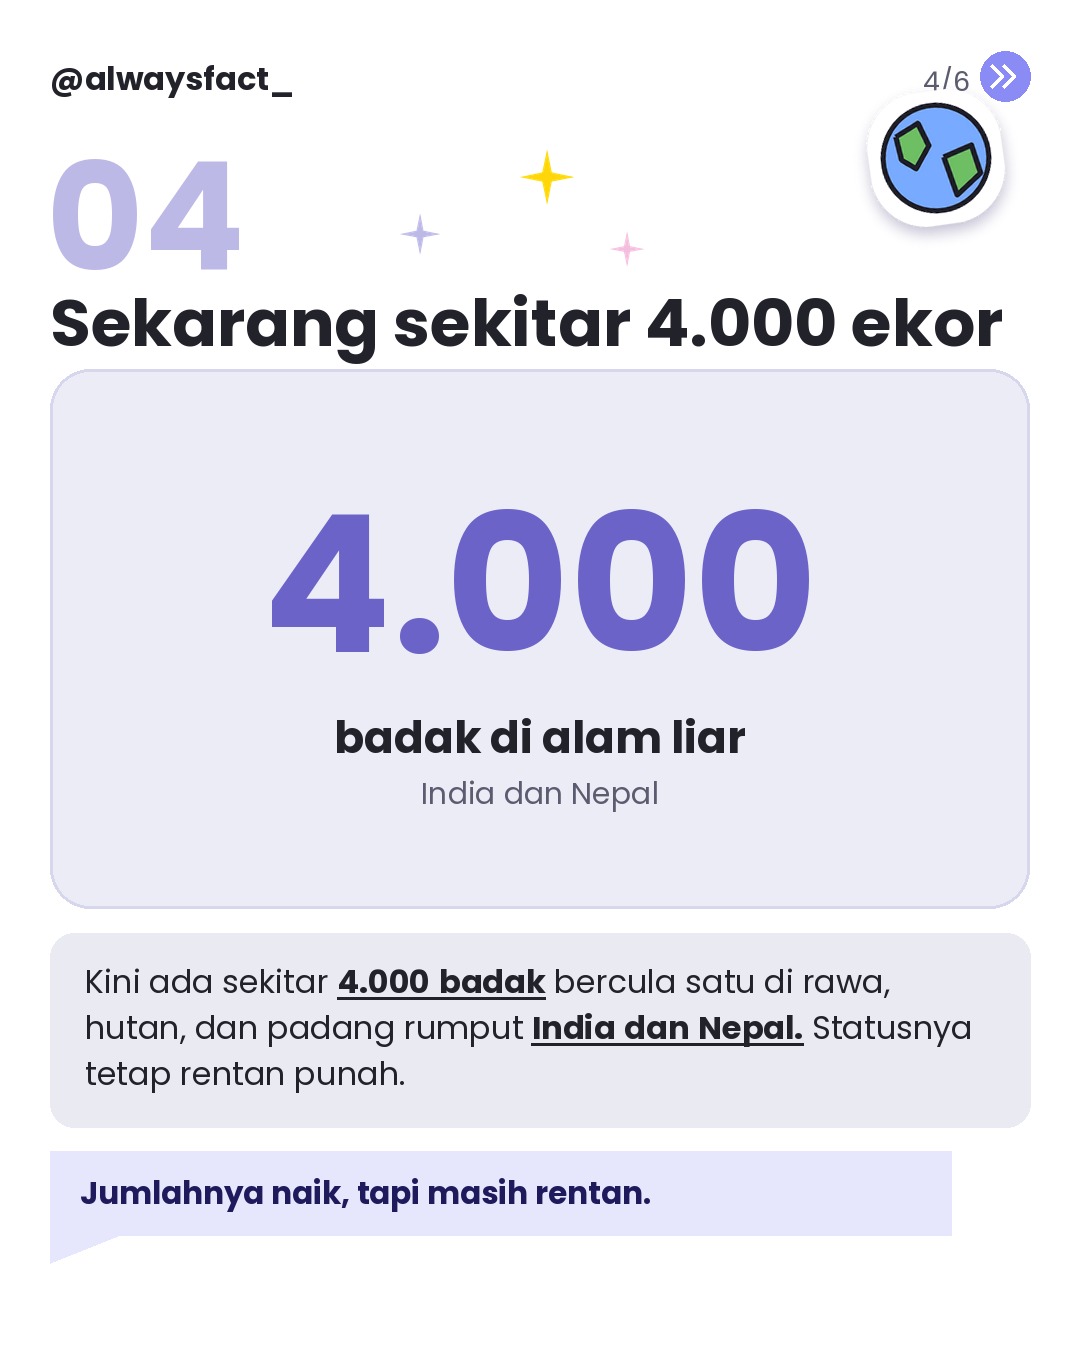 @alwaysfact_
4/6
04
Sekarang sekitar 4.000 ekor
4.000
badak di alam liar
India dan Nepal
Kini ada sekitar 4.000 badak bercula satu di rawa,
hutan, dan padang rumput India dan Nepal. Statusnya
tetap rentan punah.
Jumlahnya naik, tapi masih rentan.